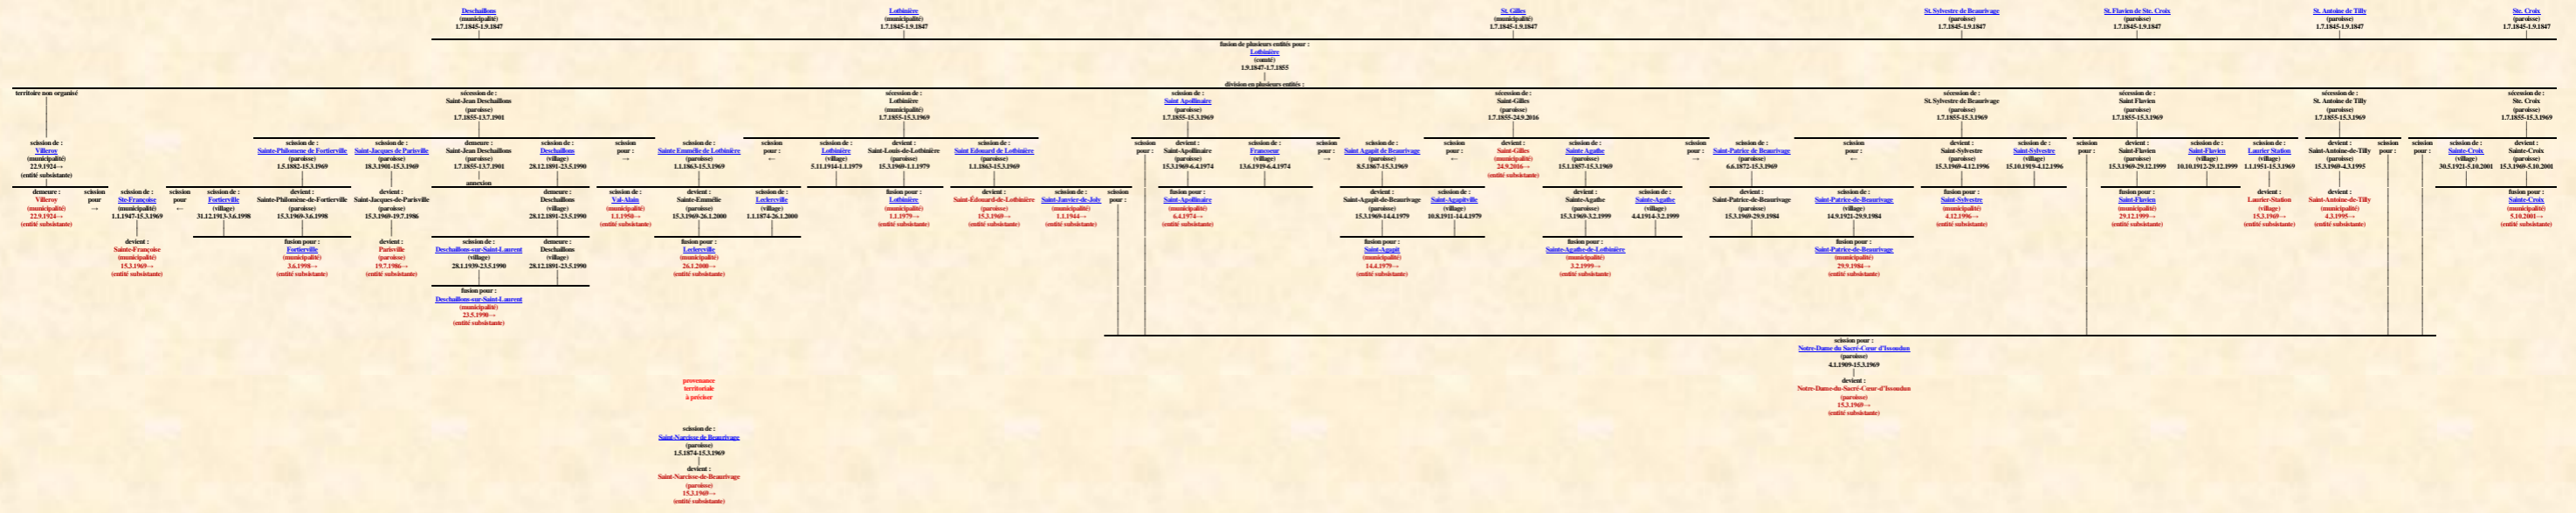 Deschaillons
(municipalité)
1.7.1845-1.9.1847
Lotbinière
(municipalité)
1.7.1845-1.9.1847
St. Gilles
(municipalité)
1.7.1845-1.9.1847
St. Sylvestre de Beaurivage
(paroisse)
1.7.1845-1.9.1847
St. Flavien de Ste. Croix
(paroisse)
1.7.1845-1.9.1847
St. Antoine de Tilly
(paroisse)
1.7.1845-1.9.1847
Ste. Croix
(paroisse)
1.7.1845-1.9.1847
fusion de plusieurs entités pour :
Lotbinière
(comté)
1.9.1847-1.7.1855
division en plusieurs entités :
territoire non organisé
sécession de :
Saint-Jean Deschaillons
(paroisse)
1.7.1855-13.7.1901
sécession de :
Lotbinière
(municipalité)
1.7.1855-15.3.1969
scission de :
Saint Apollinaire
(paroisse)
1.7.1855-15.3.1969
sécession de :
Saint-Gilles
(paroisse)
1.7.1855-24.9.2016
sécession de :
St. Sylvestre de Beaurivage
(paroisse)
1.7.1855-15.3.1969
sécession de :
Saint Flavien
(paroisse)
1.7.1855-15.3.1969
sécession de :
St. Antoine de Tilly
(paroisse)
1.7.1855-15.3.1969
sécession de :
Ste. Croix
(paroisse)
1.7.1855-15.3.1969
scission de :
Villeroy
(municipalité)
22.9.1924→
(entité subsistante)
scission de :
Sainte-Philomene de Fortierville
(paroisse)
1.5.1882-15.3.1969
scission de :
Saint-Jacques de Parisville
(paroisse)
18.3.1901-15.3.1969
demeure :
Saint-Jean Deschaillons
(paroisse)
1.7.1855-13.7.1901
annexion
scission de :
Deschaillons
(village)
28.12.1891-23.5.1990
scission
pour :
→
scission de :
Sainte Emmélie de Lotbinière
(paroisse)
1.1.1863-15.3.1969
scission
pour :
←
scission de :
Lotbinière
(village)
5.11.1914-1.1.1979
devient :
Saint-Louis-de-Lotbinière
(paroisse)
15.3.1969-1.1.1979
scission de :
Saint Edouard de Lotbinière
(paroisse)
1.1.1863-15.3.1969
scission
pour :
devient :
Saint-Apollinaire
(paroisse)
15.3.1969-6.4.1974
scission de :
Francoeur
(village)
13.6.1919-6.4.1974
scission
pour :
→
scission de :
Saint Agapit de Beaurivage
(paroisse)
8.5.1867-15.3.1969
scission
pour :
←
devient :
Saint-Gilles
(municipalité)
24.9.2016→
(entité subsistante)
scission de :
Sainte Agathe
(paroisse)
15.1.1857-15.3.1969
scission
pour :
→
scission de :
Saint-Patrice de Beaurivage
(paroisse)
6.6.1872-15.3.1969
scission
pour :
←
devient :
Saint-Sylvestre
(paroisse)
15.3.1969-4.12.1996
scission de :
Saint-Sylvestre
(village)
15.10.1919-4.12.1996
scission
pour :
devient :
Saint-Flavien
(paroisse)
15.3.1969-29.12.1999
scission de :
Saint-Flavien
(village)
10.10.1912-29.12.1999
scission de :
Laurier Station
(village)
1.1.1951-15.3.1969
devient :
Saint-Antoine-de-Tilly
(paroisse)
15.3.1969-4.3.1995
scission
pour :
scission
pour :
scission de :
Sainte-Croix
(village)
30.5.1921-5.10.2001
devient :
Sainte-Croix
(paroisse)
15.3.1969-5.10.2001
demeure :
Villeroy
(municipalité)
22.9.1924→
(entité subsistante)
scission
pour
→
scission de :
Ste-Françoise
(municipalité)
1.1.1947-15.3.1969
scission
pour
←
scission de :
Fortierville
(village)
31.12.1913-3.6.1998
devient :
Sainte-Philomène-de-Fortierville
(paroisse)
15.3.1969-3.6.1998
devient :
Saint-Jacques-de-Parisville
(paroisse)
15.3.1969-19.7.1986
demeure :
Deschaillons
(village)
28.12.1891-23.5.1990
scission de :
Val-Alain
(municipalité)
1.1.1950→
(entité subsistante)
devient :
Sainte-Emmélie
(paroisse)
15.3.1969-26.1.2000
scission de :
Leclercville
(village)
1.1.1874-26.1.2000
fusion pour :
Lotbinière
(municipalité)
1.1.1979→
(entité subsistante)
devient :
Saint-Édouard-de-Lotbinière
(paroisse)
15.3.1969→
(entité subsistante)
scission de :
Saint-Janvier-de-Joly
(municipalité)
1.1.1944→
(entité subsistante)
scission
pour :
fusion pour :
Saint-Apollinaire
(municipalité)
6.4.1974→
(entité subsistante)
devient :
Saint-Agapit-de-Beaurivage
(paroisse)
15.3.1969-14.4.1979
scission de :
Saint-Agapitville
(village)
10.8.1911-14.4.1979
devient :
Sainte-Agathe
(paroisse)
15.3.1969-3.2.1999
scission de :
Sainte-Agathe
(village)
4.4.1914-3.2.1999
devient :
Saint-Patrice-de-Beaurivage
(paroisse)
15.3.1969-29.9.1984
scission de :
Saint-Patrice-de-Beaurivage
(village)
14.9.1921-29.9.1984
fusion pour :
Saint-Sylvestre
(municipalité)
4.12.1996→
(entité subsistante)
fusion pour :
Saint-Flavien
(municipalité)
29.12.1999→
(entité subsistante)
devient :
Laurier-Station
(village)
15.3.1969→
(entité subsistante)
devient :
Saint-Antoine-de-Tilly
(municipalité)
4.3.1995→
(entité subsistante)
fusion pour :
Sainte-Croix
(municipalité)
5.10.2001→
(entité subsistante)
devient :
Sainte-Françoise
(municipalité)
15.3.1969→
(entité subsistante)
fusion pour :
Fortierville
(municipalité)
3.6.1998→
(entité subsistante)
devient :
Parisville
(paroisse)
19.7.1986→
(entité subsistante)
scission de :
Deschaillons-sur-Saint-Laurent
(village)
28.1.1939-23.5.1990
demeure :
Deschaillons
(village)
28.12.1891-23.5.1990
fusion pour :
Leclercville
(municipalité)
26.1.2000→
(entité subsistante)
fusion pour :
Saint-Agapit
(municipalité)
14.4.1979→
(entité subsistante)
fusion pour :
Sainte-Agathe-de-Lotbinière
(municipalité)
3.2.1999→
(entité subsistante)
fusion pour :
Saint-Patrice-de-Beaurivage
(municipalité)
29.9.1984→
(entité subsistante)
fusion pour :
Deschaillons-sur-Saint-Laurent
(municipalité)
23.5.1990→
(entité subsistante)
scission pour :
Notre-Dame du Sacré-Cœur d'Issoudun
(paroisse)
4.1.1909-15.3.1969
devient :
Notre-Dame-du-Sacré-Cœur-d'Issoudun
(paroisse)
15.3.1969→
(entité subsistante)
provenance
territoriale
à préciser
scission de :
Saint-Narcisse de Beaurivage
(paroisse)
1.5.1874-15.3.1969
devient :
Saint-Narcisse-de-Beaurivage
(paroisse)
15.3.1969→
(entité subsistante)